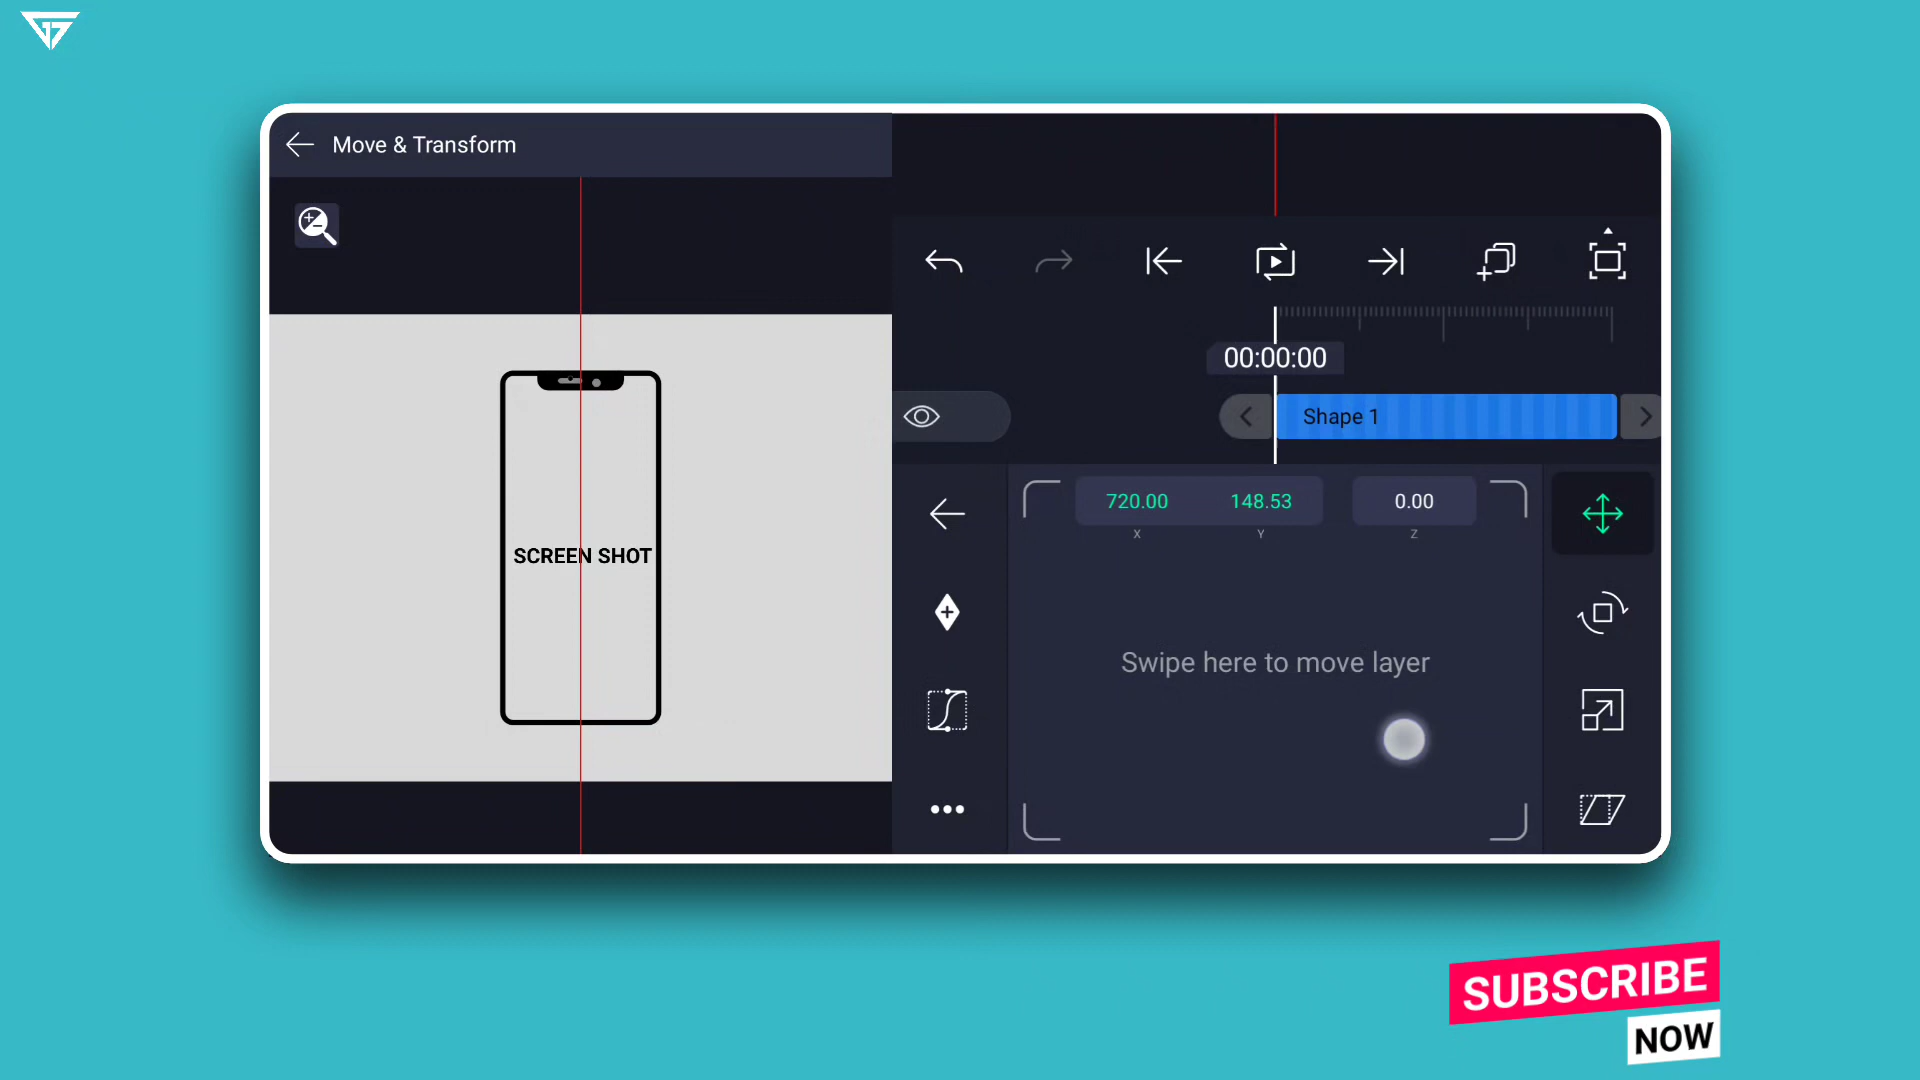 Move & Transform
00:00:00
Shape 1
720.00 148.53 0.00
X Y Z
SCREEN SHOT
Swipe here to move layer
SUBSCRIBE
NOW